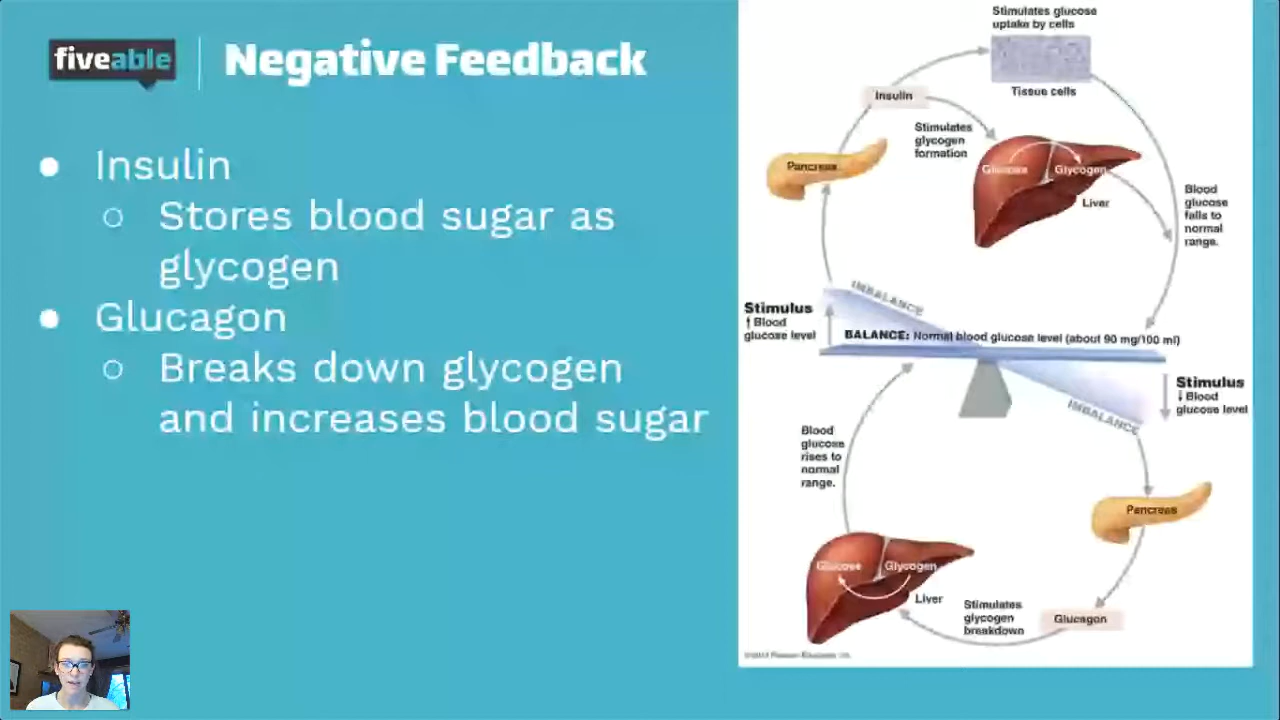 fiveable
Negative Feedback
Insulin
Stores blood sugar as
glycogen
Glucagon
Breaks down glycogen
and increases blood sugar
Stimulates glucose
uptake by cells
Tissue cells
Insulin
Stimulates
glycogen
formation
Pancreas
Glucose
Glycogen
Liver
Blood
glucose
falls to
normal
range.
IMBALANCE
Stimulus
↑ Blood
glucose level
BALANCE: Normal blood glucose level (about 90 mg/100 ml)
Stimulus
↓ Blood
glucose level
IMBALANCE
Blood
glucose
rises to
normal
range.
Pancreas
Glucose
Glycogen
Liver
Stimulates
glycogen
breakdown
Glucagon